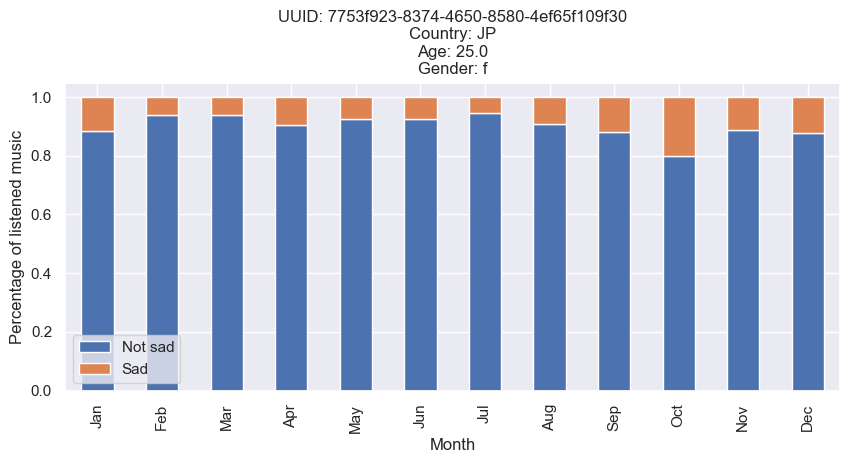 UUID: 7753f923-8374-4650-8580-4ef65f109f30
Country: JP
Age: 25.0
Gender: f
Percentage of listened music
1.0
0.8
0.6
0.4
0.2
0.0
Not sad
Sad
Jan
Feb
Mar
Apr
May
Jun
Jul
Aug
Sep
Oct
Nov
Dec
Month